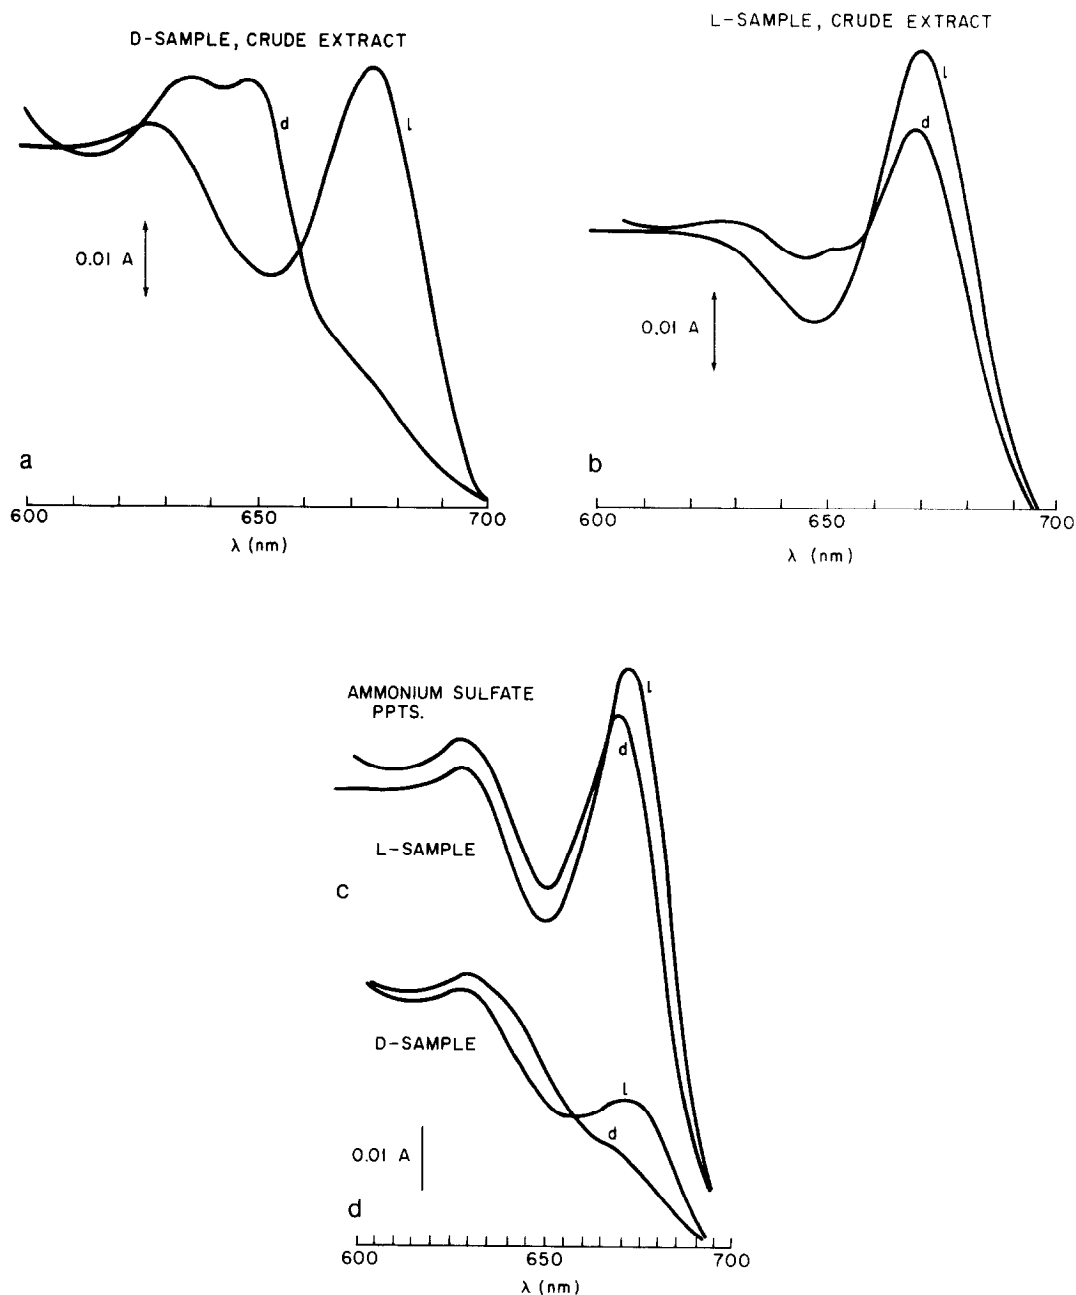 D-SAMPLE, CRUDE EXTRACT
d
l
0.01 A
a
600 650 700
λ (nm)
L-SAMPLE, CRUDE EXTRACT
l
d
0.01 A
b
600 650 700
λ (nm)
AMMONIUM SULFATE
PPTS.
l
d
L-SAMPLE
c
D-SAMPLE
l
d
0.01 A
d
600 650 700
λ (nm)